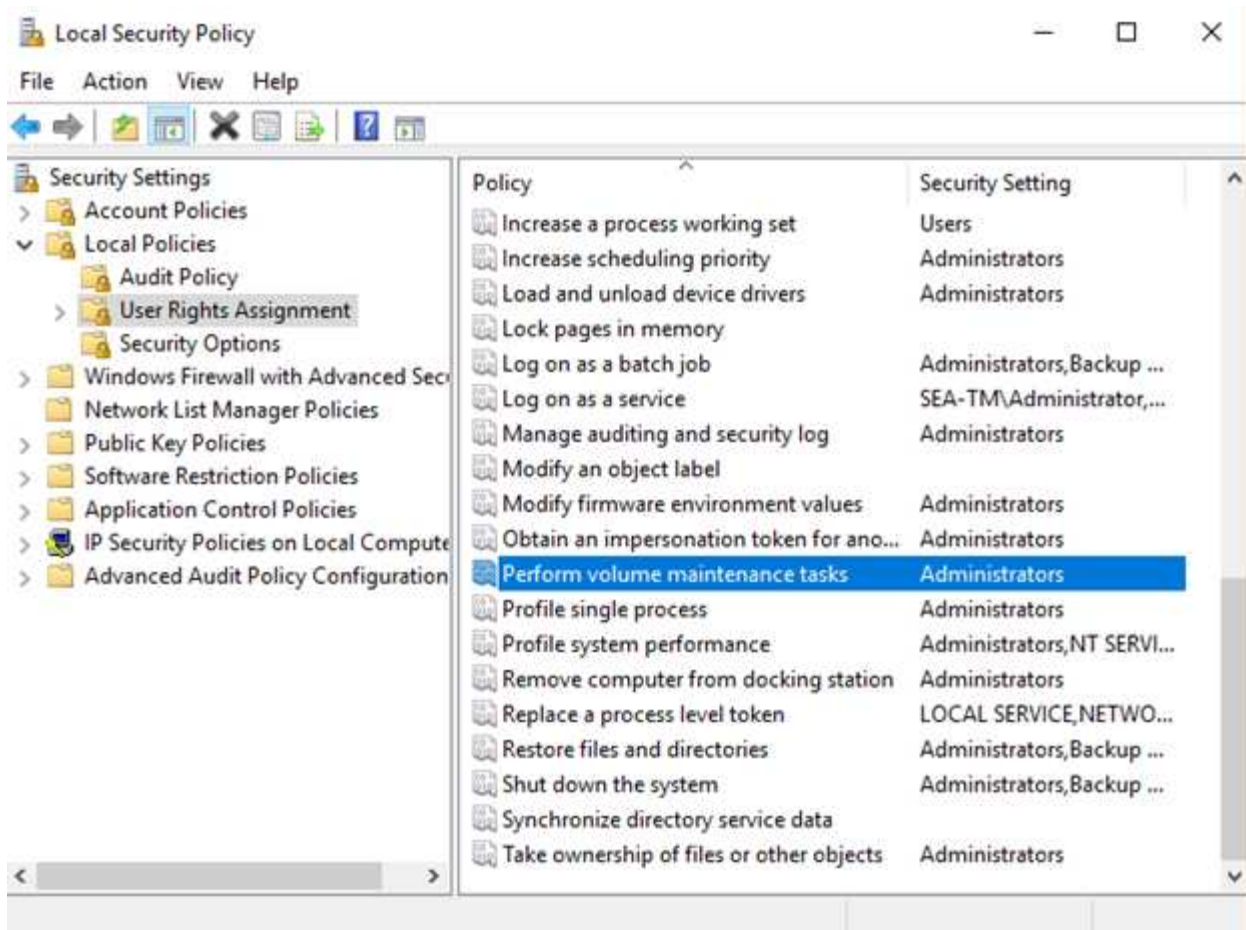 Local Security Policy
File Action View Help
Security Settings
Account Policies
Local Policies
Audit Policy
User Rights Assignment
Security Options
Windows Firewall with Advanced Sec
Network List Manager Policies
Public Key Policies
Software Restriction Policies
Application Control Policies
IP Security Policies on Local Compute
Advanced Audit Policy Configuration
Policy Security Setting
Increase a process working set Users
Increase scheduling priority Administrators
Load and unload device drivers Administrators
Lock pages in memory
Log on as a batch job Administrators,Backup ...
Log on as a service SEA-TM\Administrator,...
Manage auditing and security log Administrators
Modify an object label
Modify firmware environment values Administrators
Obtain an impersonation token for ano... Administrators
Perform volume maintenance tasks Administrators
Profile single process Administrators
Profile system performance Administrators,NT SERVI...
Remove computer from docking station Administrators
Replace a process level token LOCAL SERVICE,NETWO...
Restore files and directories Administrators,Backup ...
Shut down the system Administrators,Backup ...
Synchronize directory service data
Take ownership of files or other objects Administrators